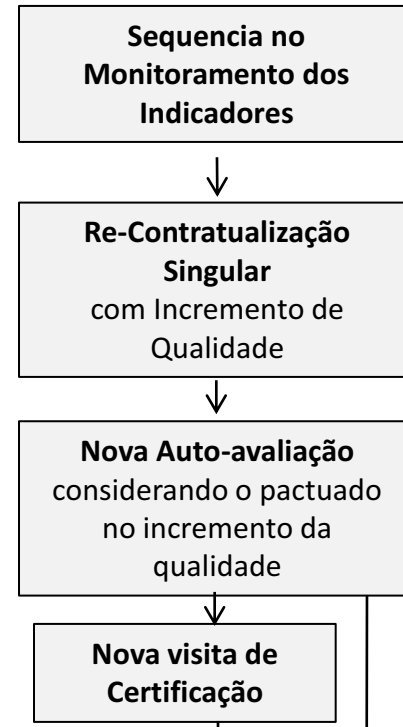 Sequencia no
Monitoramento dos
Indicadores
Re-Contratualização
Singular
com Incremento de
Qualidade
Nova Auto-avaliação
considerando o pactuado
no incremento da
qualidade
Nova visita de
Certificação